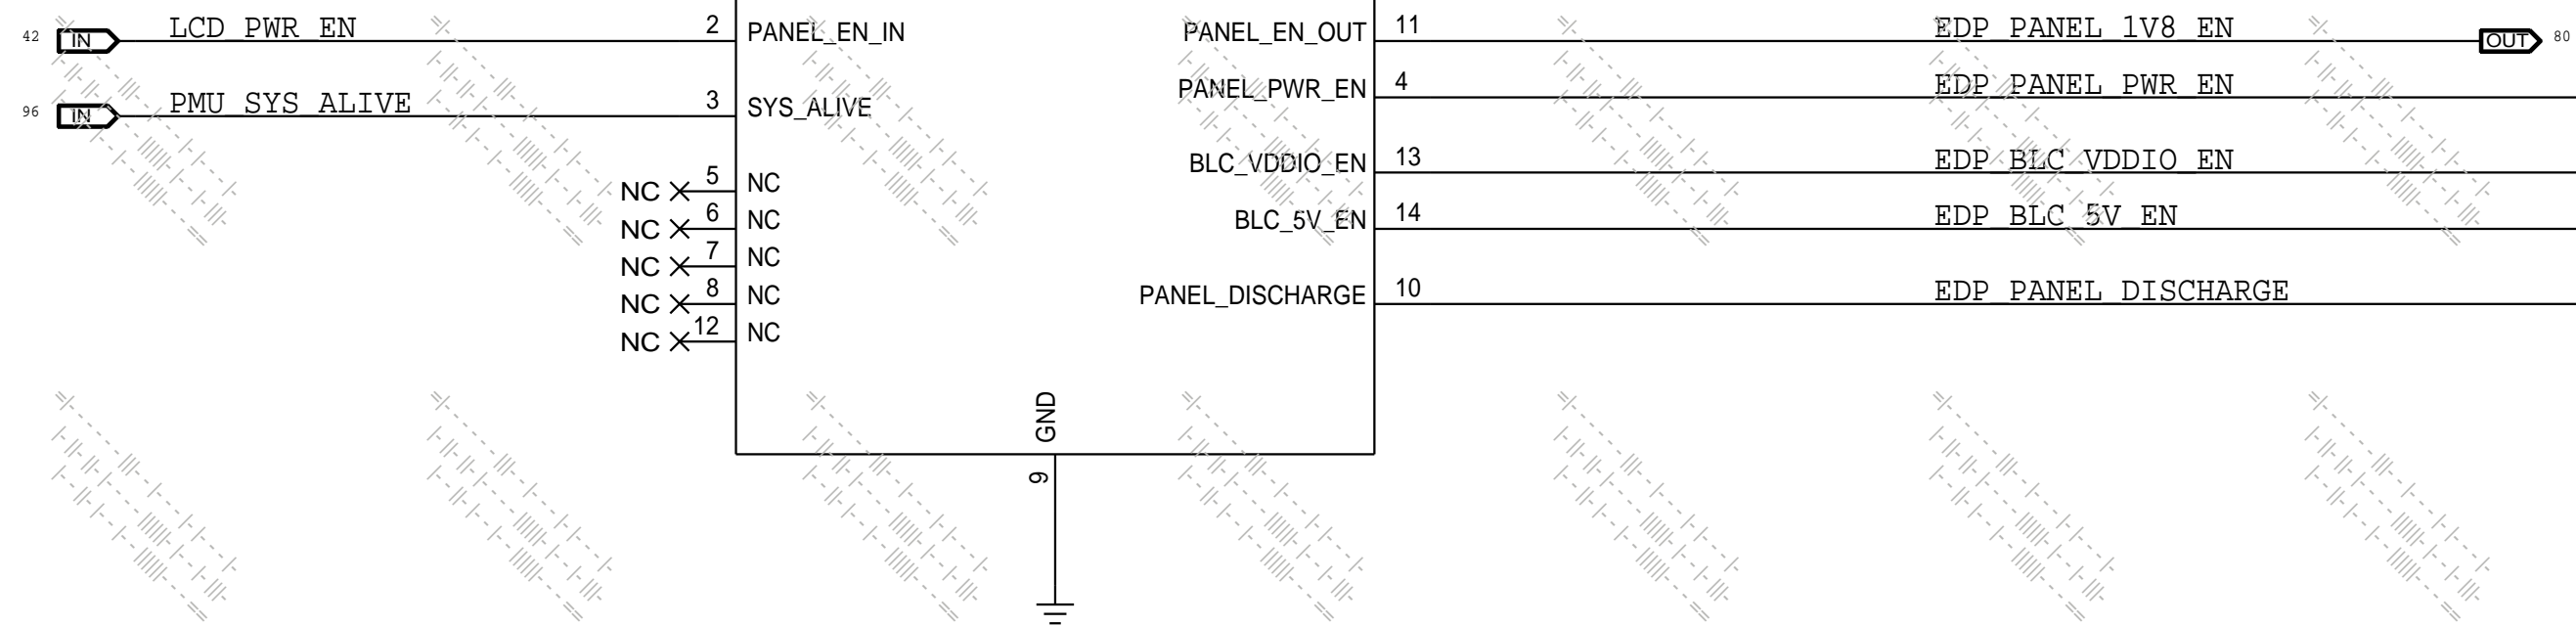 42 IN LCD_PWR_EN 2 PANEL_EN_IN PANEL_EN_OUT 11 EDP_PANEL_1V8_EN OUT 80
PANEL_PWR_EN 4 EDP_PANEL_PWR_EN
96 IN PMU_SYS_ALIVE 3 SYS_ALIVE
BLC_VDDIO_EN 13 EDP_BLC_VDDIO_EN
NC 5 NC
BLC_5V_EN 14 EDP_BLC_5V_EN
NC 6 NC
NC 7 NC
PANEL_DISCHARGE 10 EDP_PANEL_DISCHARGE
NC 8 NC
NC 12 NC
GND
9